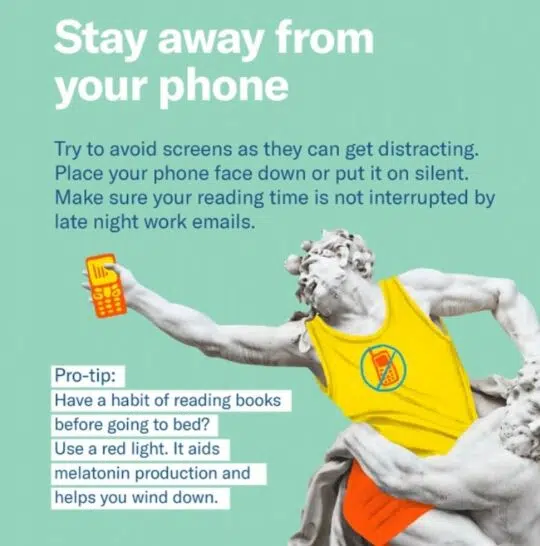 Stay away from
your phone
Try to avoid screens as they can get distracting.
Place your phone face down or put it on silent.
Make sure your reading time is not interrupted by
late night work emails.
Pro-tip:
Have a habit of reading books
before going to bed?
Use a red light. It aids
melatonin production and
helps you wind down.